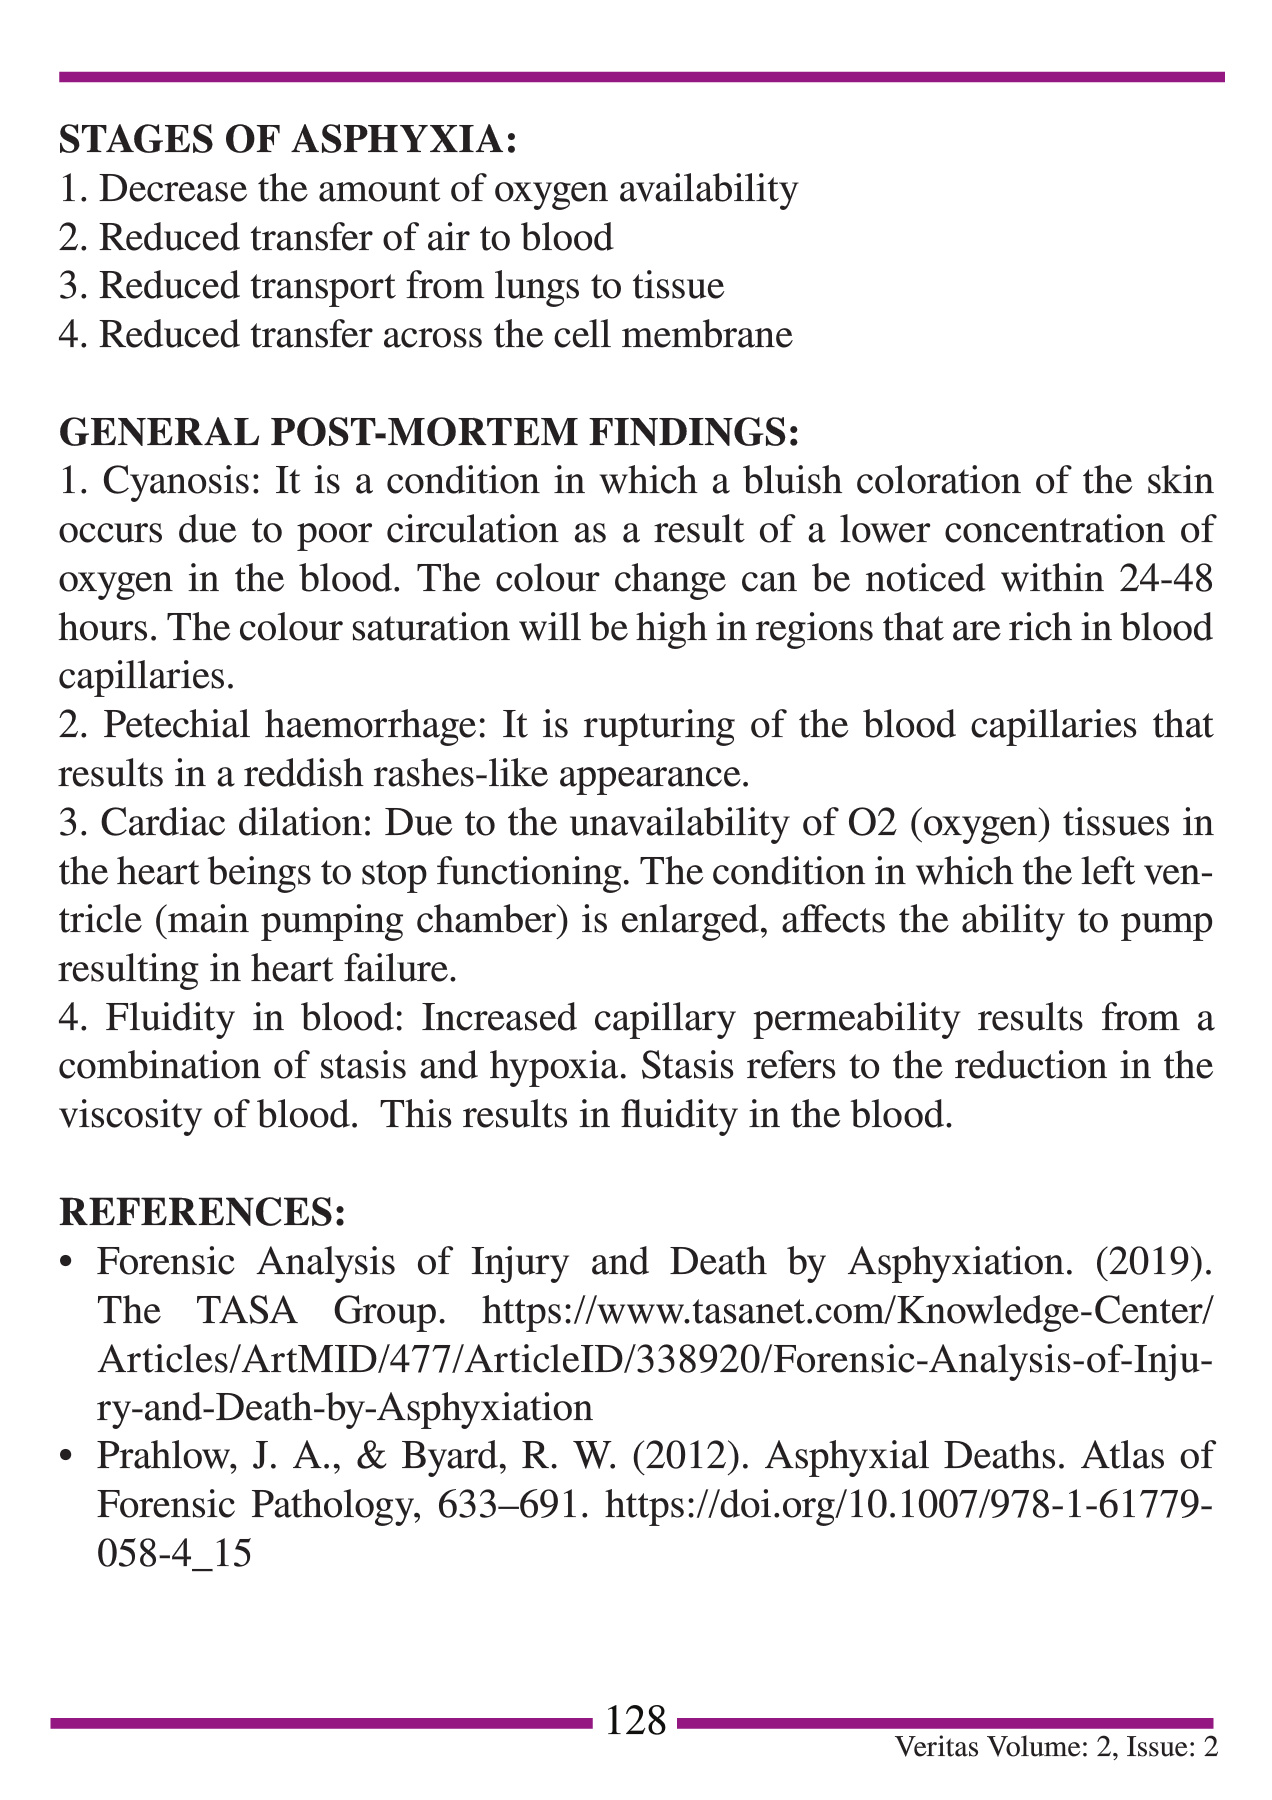 STAGES OF ASPHYXIA:
1. Decrease the amount of oxygen availability
2. Reduced transfer of air to blood
3. Reduced transport from lungs to tissue
4. Reduced transfer across the cell membrane
GENERAL POST-MORTEM FINDINGS:
1. Cyanosis: It is a condition in which a bluish coloration of the skin
occurs due to poor circulation as a result of a lower concentration of
oxygen in the blood. The colour change can be noticed within 24-48
hours. The colour saturation will be high in regions that are rich in blood
capillaries.
2. Petechial haemorrhage: It is rupturing of the blood capillaries that
results in a reddish rashes-like appearance.
3. Cardiac dilation: Due to the unavailability of O2 (oxygen) tissues in
the heart beings to stop functioning. The condition in which the left ven-
tricle (main pumping chamber) is enlarged, affects the ability to pump
resulting in heart failure.
4. Fluidity in blood: Increased capillary permeability results from a
combination of stasis and hypoxia. Stasis refers to the reduction in the
viscosity of blood.  This results in fluidity in the blood.
REFERENCES:
• Forensic Analysis of Injury and Death by Asphyxiation. (2019).
The TASA Group. https://www.tasanet.com/Knowledge-Center/
Articles/ArtMID/477/ArticleID/338920/Forensic-Analysis-of-Inju-
ry-and-Death-by-Asphyxiation
• Prahlow, J. A., & Byard, R. W. (2012). Asphyxial Deaths. Atlas of
Forensic Pathology, 633–691. https://doi.org/10.1007/978-1-61779-
058-4_15
128
Veritas Volume: 2, Issue: 2